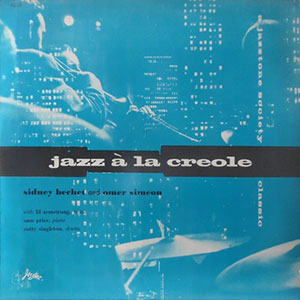 jazztone society
classic
jazz à la creole
sidney bechet and omer simeon
with lil armstrong, piano
sam price, piano
zutty singleton, drums